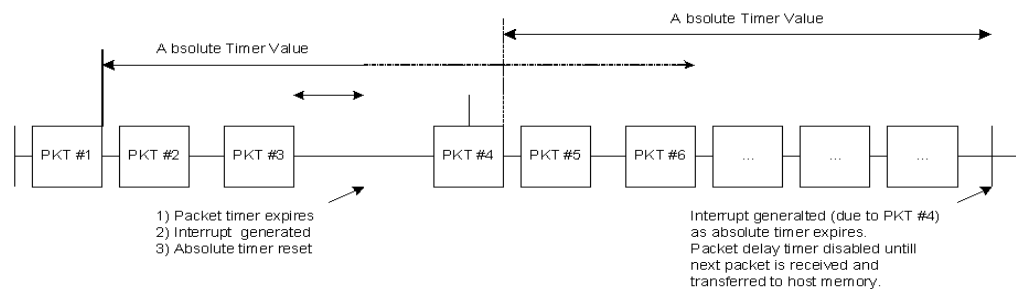 A bsolute Timer Value
A bsolute Timer Value
PKT #1
PKT #2
PKT #3
PKT #4
PKT #5
PKT #6
...
...
...
1) Packet timer expires
2) Interrupt generated
3) Absolute timer reset
Interrupt generalted (due to PKT #4)
as absolute timer expires.
Packet delay timer disabled untill
next packet is received and
transferred to host memory.